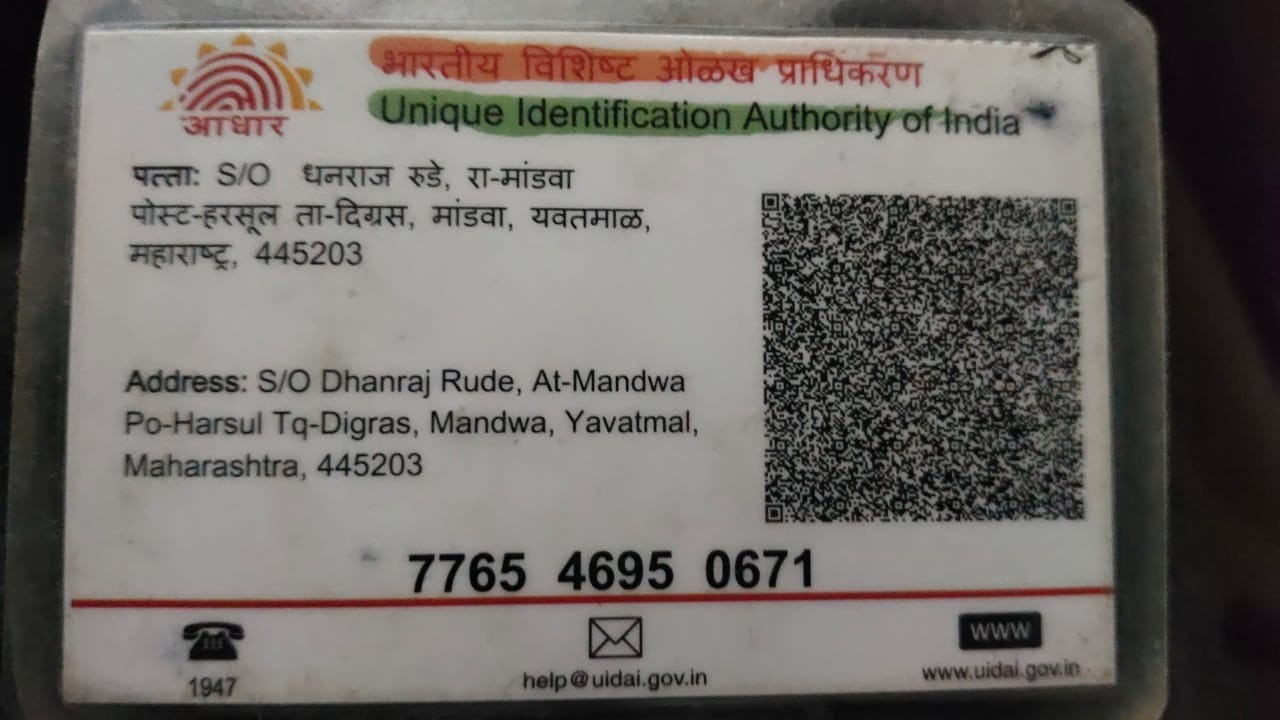 भारतीय विशिष्ट ओळख प्राधिकरण
Unique Identification Authority of India
आधार
पत्ता: S/O धनराज रुडे, रा-मांडवा
पोस्ट-हरसूल ता-दिग्रस, मांडवा, यवतमाळ,
महाराष्ट्र, 445203
Address: S/O Dhanraj Rude, At-Mandwa
Po-Harsul Tq-Digras, Mandwa, Yavatmal,
Maharashtra, 445203
7765 4695 0671
1947
help@uidai.gov.in
WWW
www.uidai.gov.in